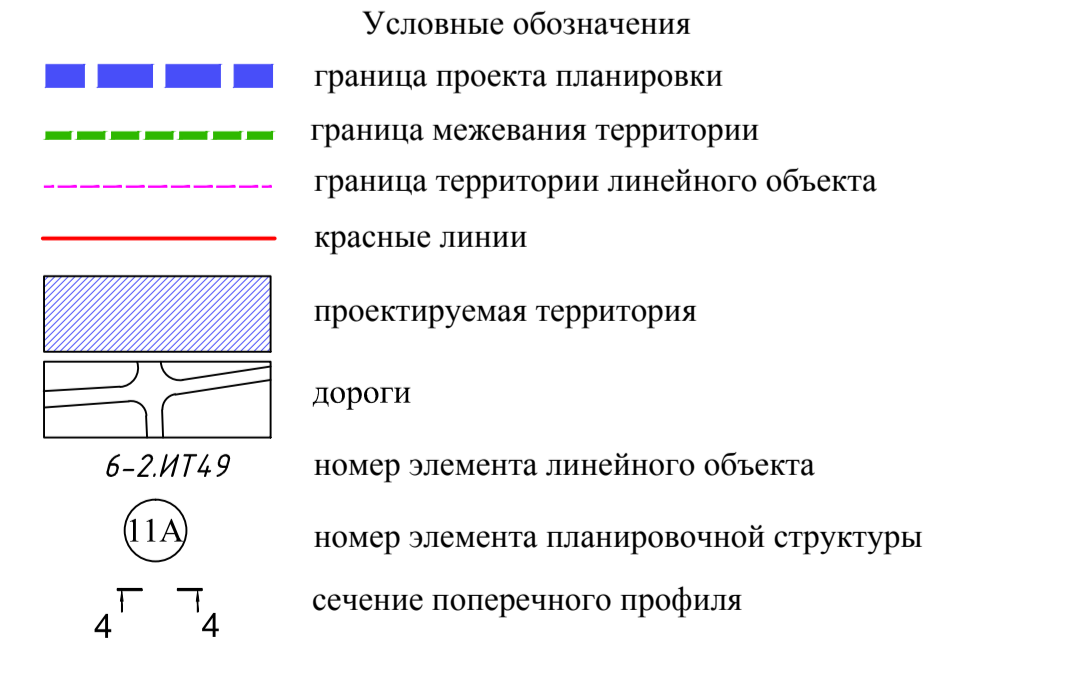 Условные обозначения
граница проекта планировки
граница межевания территории
граница территории линейного объекта
красные линии
проектируемая территория
дороги
6-2.ИТ49 номер элемента линейного объекта
11А номер элемента планировочной структуры
сечение поперечного профиля
4 4